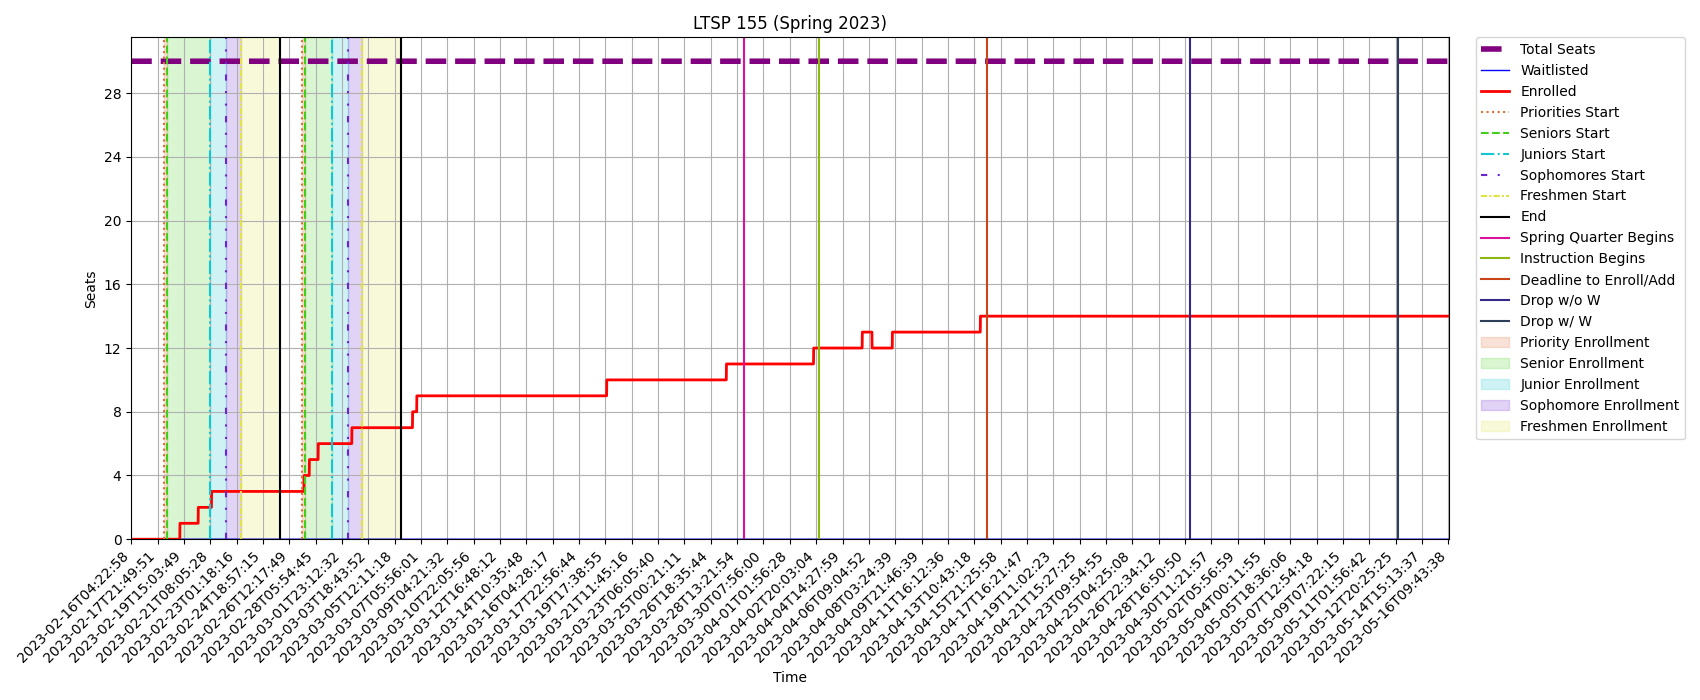 LTSP 155 (Spring 2023)
Seats
28
24
20
16
12
8
4
0
2023-02-16T04:22:58
2023-02-17T21:49:51
2023-02-19T15:03:49
2023-02-21T08:05:28
2023-02-23T01:18:16
2023-02-24T18:57:15
2023-02-26T12:17:49
2023-02-28T05:54:45
2023-03-01T23:12:32
2023-03-03T18:43:52
2023-03-05T12:11:18
2023-03-07T05:56:01
2023-03-09T04:21:32
2023-03-10T22:05:56
2023-03-12T16:48:12
2023-03-14T10:35:48
2023-03-16T04:28:17
2023-03-17T22:56:44
2023-03-19T17:38:55
2023-03-21T11:45:16
2023-03-23T06:05:40
2023-03-25T00:21:11
2023-03-26T18:35:44
2023-03-28T13:21:54
2023-03-30T07:56:00
2023-04-01T01:56:28
2023-04-02T20:03:04
2023-04-04T14:27:59
2023-04-06T09:04:52
2023-04-08T03:24:39
2023-04-09T21:46:39
2023-04-11T16:12:36
2023-04-13T10:43:18
2023-04-15T21:25:58
2023-04-17T16:21:47
2023-04-19T11:02:23
2023-04-21T15:27:25
2023-04-23T09:54:55
2023-04-25T04:25:08
2023-04-26T22:34:12
2023-04-28T16:50:50
2023-04-30T11:21:57
2023-05-02T05:56:59
2023-05-04T00:11:55
2023-05-05T18:36:06
2023-05-07T12:54:18
2023-05-09T07:22:15
2023-05-11T01:56:42
2023-05-12T20:25:25
2023-05-14T15:13:37
2023-05-16T09:43:38
Time
Total Seats
Waitlisted
Enrolled
Priorities Start
Seniors Start
Juniors Start
Sophomores Start
Freshmen Start
End
Spring Quarter Begins
Instruction Begins
Deadline to Enroll/Add
Drop w/o W
Drop w/ W
Priority Enrollment
Senior Enrollment
Junior Enrollment
Sophomore Enrollment
Freshmen Enrollment